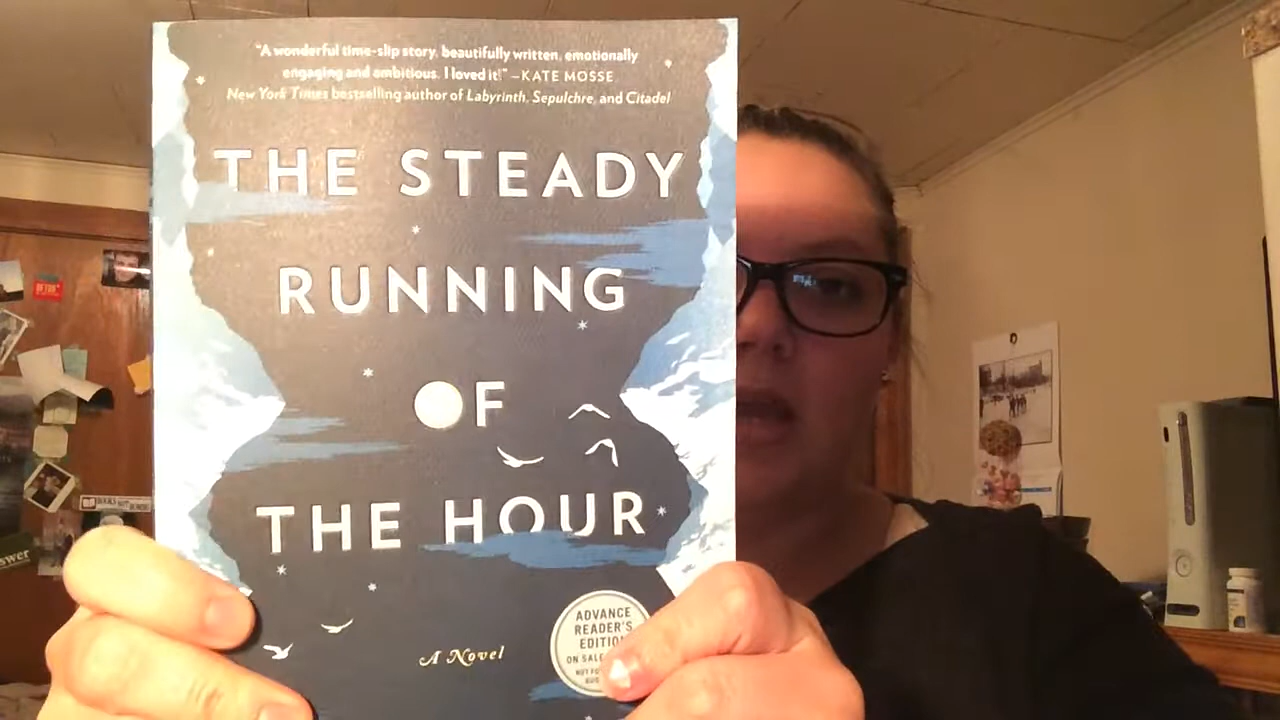 "A wonderful time-slip story, beautifully written, emotionally
engaging and ambitious. I loved it!" –KATE MOSSE
New York Times bestselling author of Labyrinth, Sepulchre, and Citadel
THE STEADY
RUNNING
OF
THE HOUR
A Novel
ADVANCE
READER'S
EDITION
ON SALE